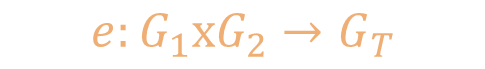 e: G₁xG₂ → G_T